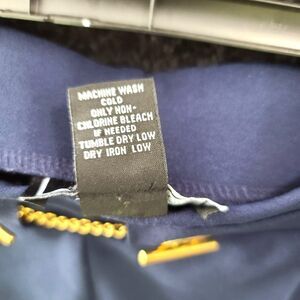 MACHINE WASH
COLD
ONLY NON-
CHLORINE BLEACH
IF NEEDED
TUMBLE DRY LOW
DRY IRON LOW